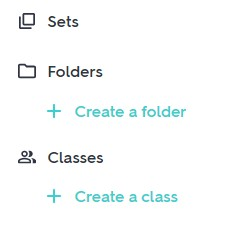 Sets
Folders
+ Create a folder
Classes
+ Create a class